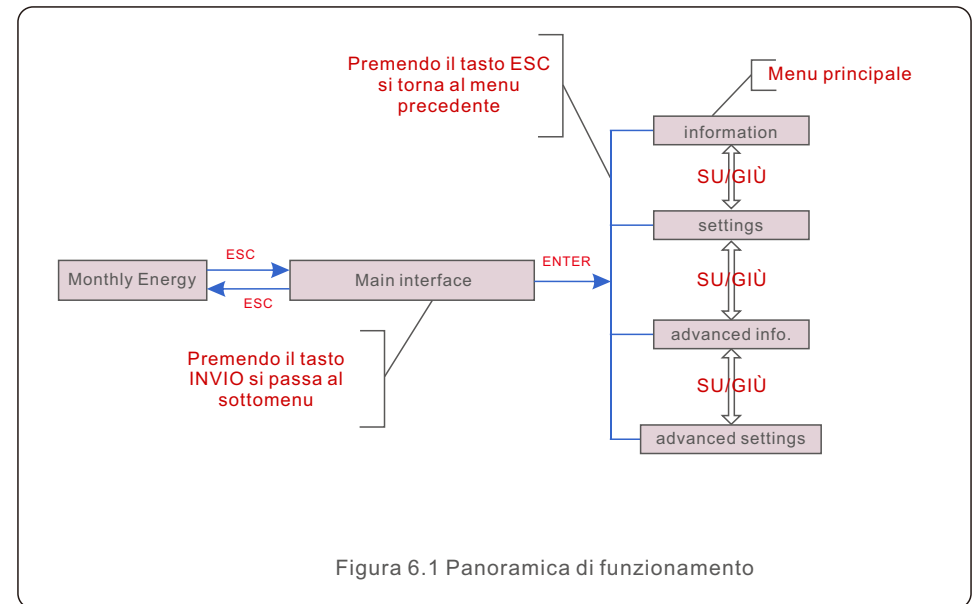 Premendo il tasto ESC
si torna al menu
precedente
Menu principale
information
SU/GIÙ
settings
ESC
ENTER
Monthly Energy
Main interface
SU/GIÙ
ESC
advanced info.
Premendo il tasto
INVIO si passa al
sottomenu
SU/GIÙ
advanced settings
Figura 6.1 Panoramica di funzionamento